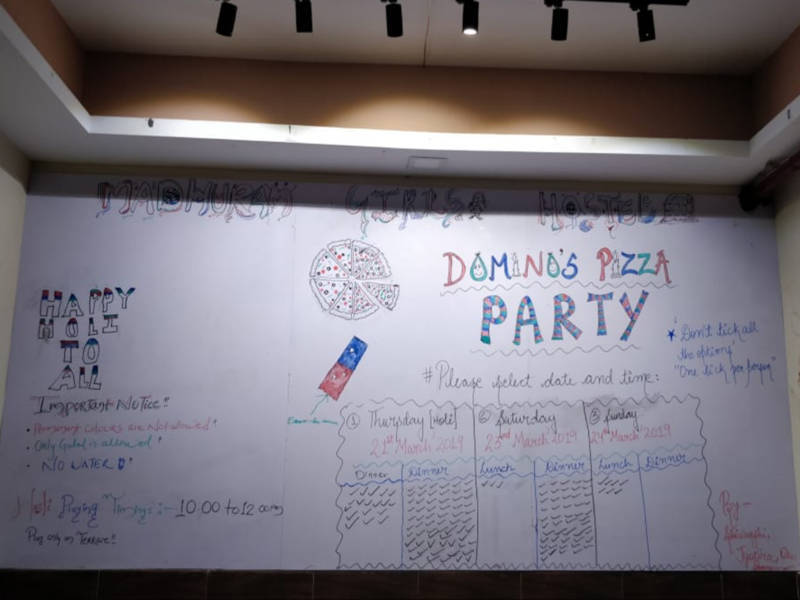 MADHURAM GIRLS HOSTEL
DOMINO'S PIZZA
PARTY
HAPPY
HOLI
TO
ALL
Important Notice!!
• Permanent Colours are Not allowed!
• Only Gulal is allowed!
• NO WATER
Holi Playing Timings :- 10:00 to 12:00
Play only on Terrace!!
★ 'Don't tick all
the options'
"One tick per person"
# Please select date and time:
① Thursday [Holi]
21st March 2019
② Saturday
23rd March 2019
③ Sunday
24th March 2019
Dinner Dinner Lunch Dinner Lunch Dinner